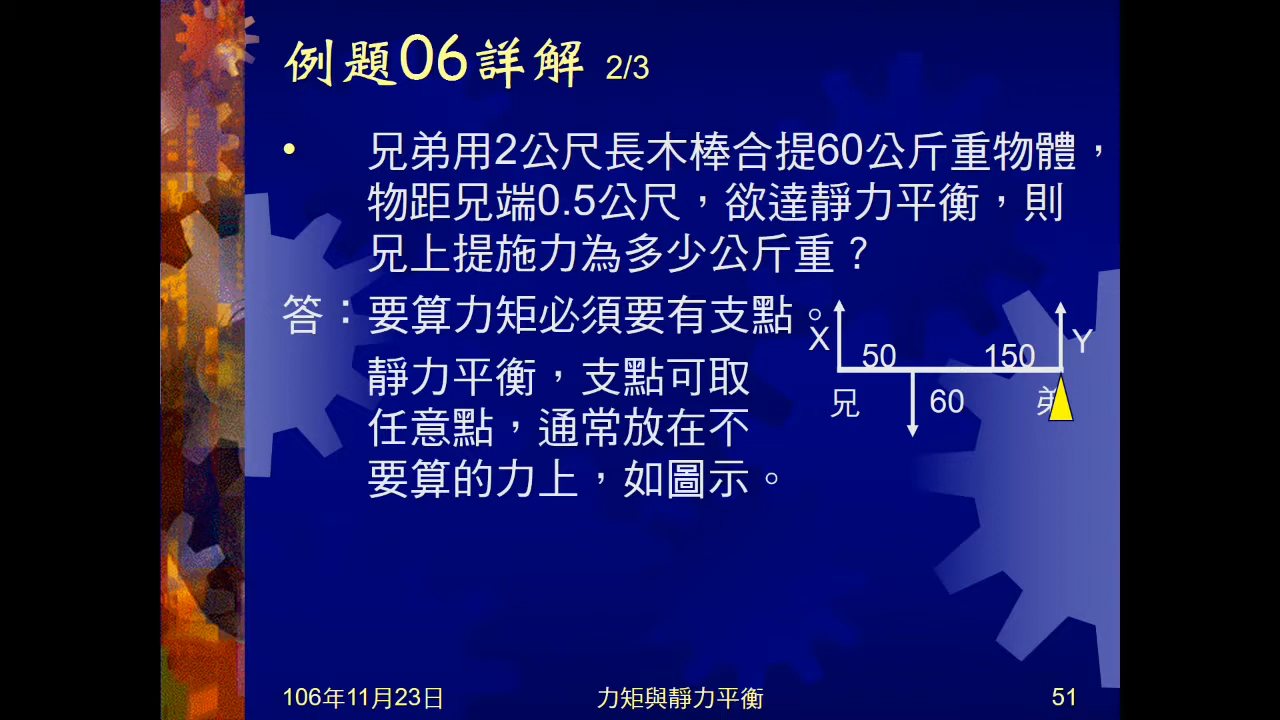 例題06詳解 2/3
• 兄弟用2公尺長木棒合提60公斤重物體，
物距兄端0.5公尺，欲達靜力平衡，則
兄上提施力為多少公斤重？
答：要算力矩必須要有支點。
靜力平衡，支點可取
任意點，通常放在不
要算的力上，如圖示。
X
Y
50
150
兄
60
弟
106年11月23日
力矩與靜力平衡
51